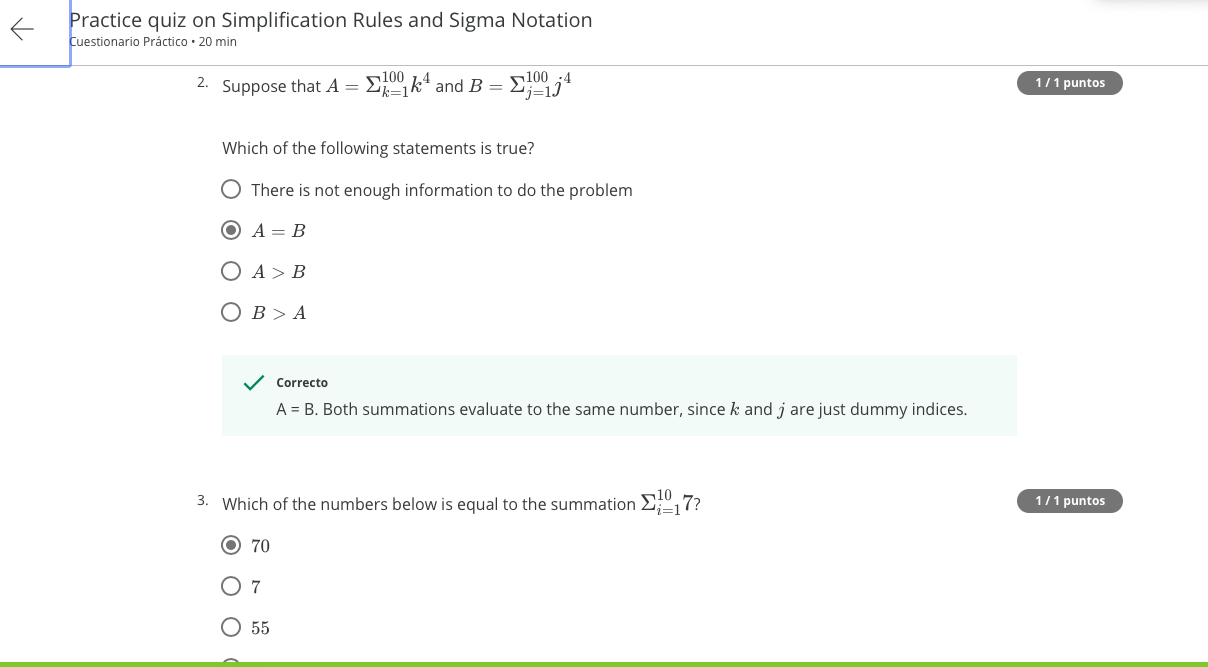 Practice quiz on Simplification Rules and Sigma Notation
Cuestionario Práctico • 20 min
2. Suppose that A = Σ_{k=1}^{100} k^4 and B = Σ_{j=1}^{100} j^4
1 / 1 puntos
Which of the following statements is true?
There is not enough information to do the problem
A = B
A > B
B > A
Correcto
A = B. Both summations evaluate to the same number, since k and j are just dummy indices.
3. Which of the numbers below is equal to the summation Σ_{i=1}^{10} 7?
1 / 1 puntos
70
7
55